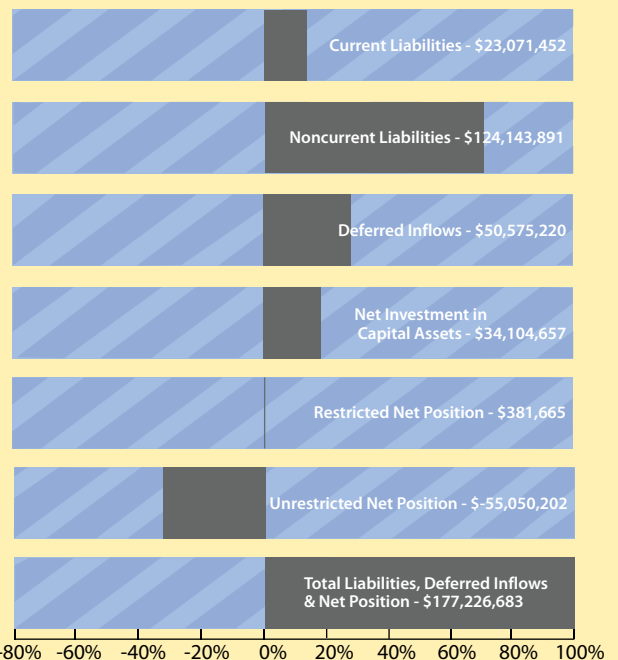 Current Liabilities - $23,071,452
Noncurrent Liabilities - $124,143,891
Deferred Inflows - $50,575,220
Net Investment in
Capital Assets - $34,104,657
Restricted Net Position - $381,665
Unrestricted Net Position - $-55,050,202
Total Liabilities, Deferred Inflows
& Net Position - $177,226,683
-80% -60% -40% -20% 0% 20% 40% 60% 80% 100%